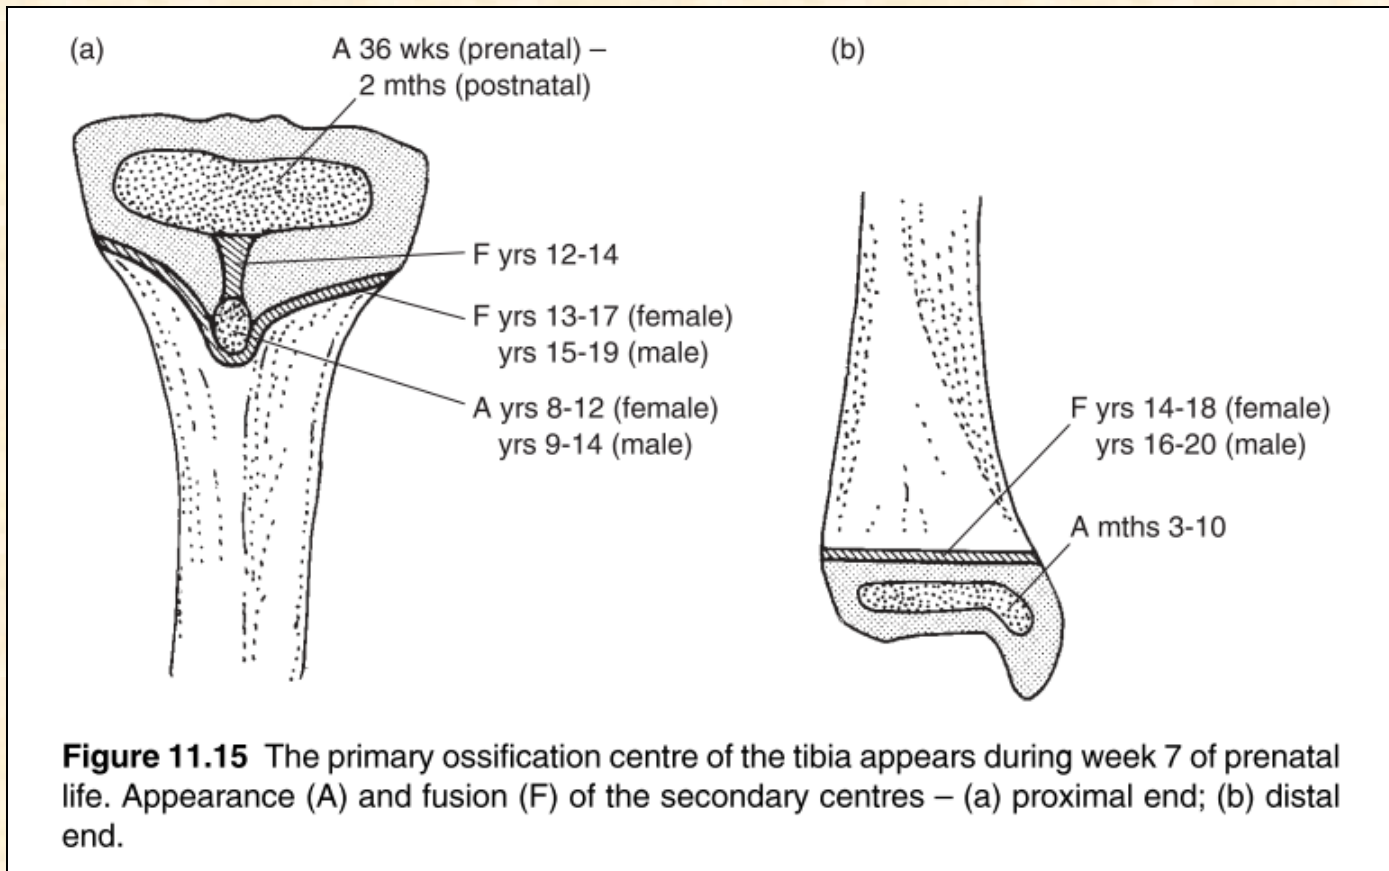 (a)
A 36 wks (prenatal) –
2 mths (postnatal)
F yrs 12-14
F yrs 13-17 (female)
yrs 15-19 (male)
A yrs 8-12 (female)
yrs 9-14 (male)
(b)
F yrs 14-18 (female)
yrs 16-20 (male)
A mths 3-10
Figure 11.15 The primary ossification centre of the tibia appears during week 7 of prenatal
life. Appearance (A) and fusion (F) of the secondary centres – (a) proximal end; (b) distal
end.